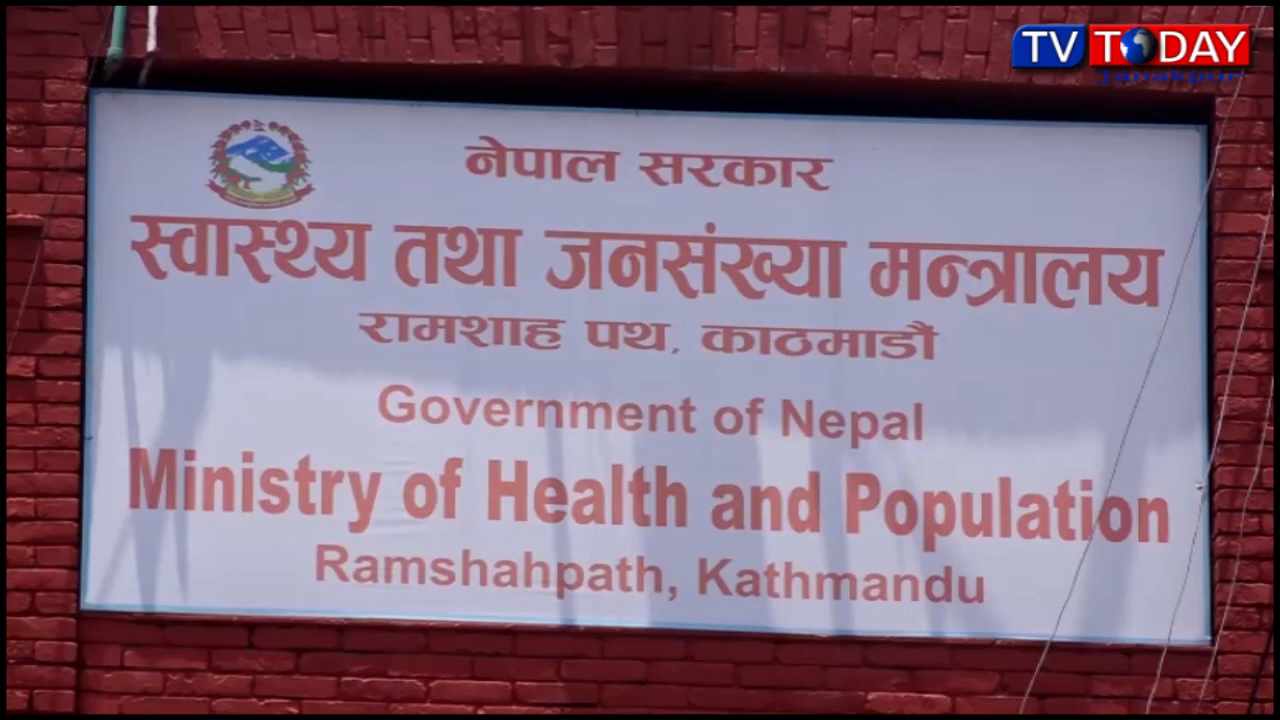 TV TODAY
Janakpur
नेपाल सरकार
स्वास्थ्य तथा जनसंख्या मन्त्रालय
रामशाह पथ, काठमाडौं
Government of Nepal
Ministry of Health and Population
Ramshahpath, Kathmandu